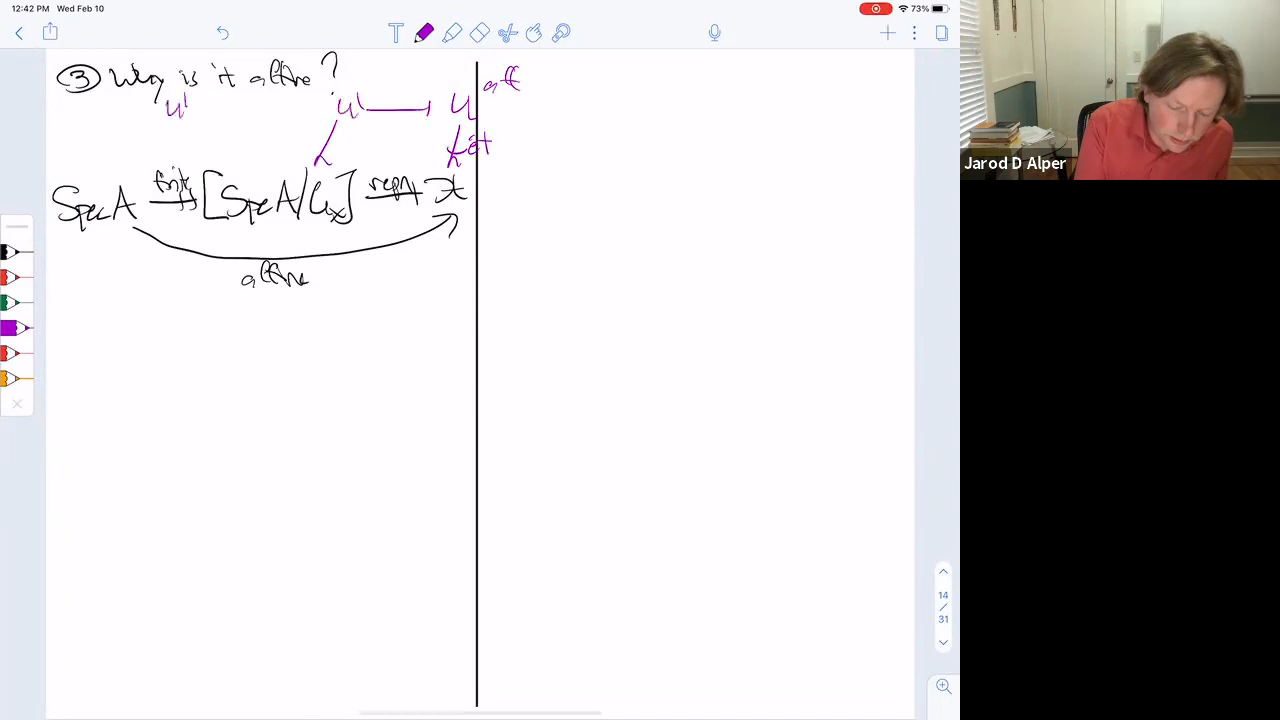 12:42 PM Wed Feb 10
73%
T
③ Why is it affine?
U' U' → U aff
ét
Spec A finite → [Spec A/G_x] repr → 𝒳
affine
14
/
31
Jarod D Alper